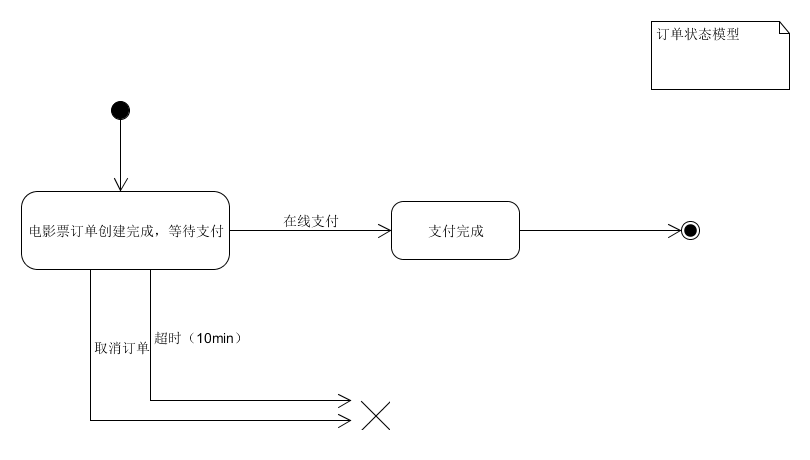 订单状态模型
电影票订单创建完成，等待支付
在线支付
支付完成
超时（10min）
取消订单